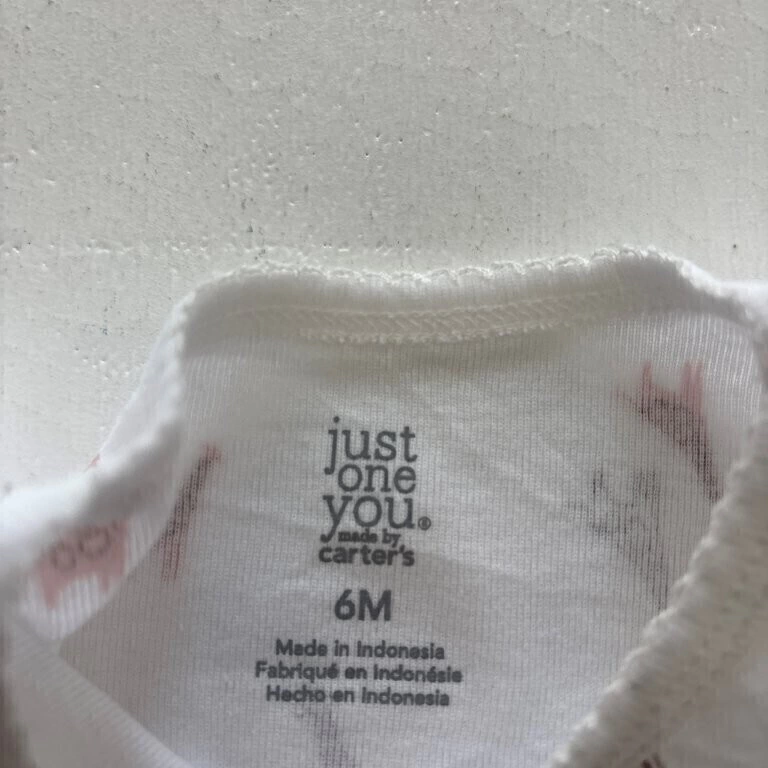 just
one
you®
made by
carter's
6M
Made in Indonesia
Fabriqué en Indonésie
Hecho en Indonesia